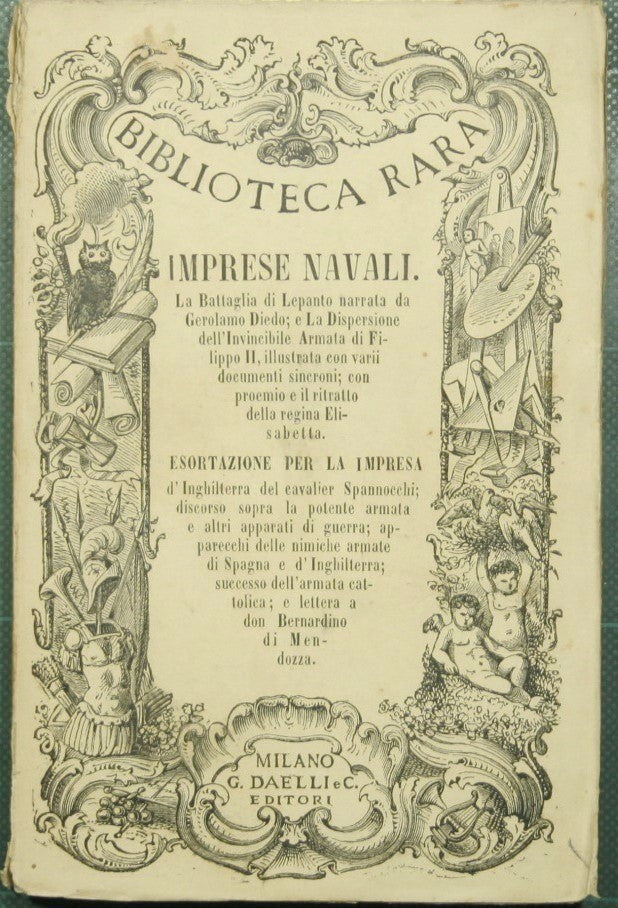 BIBLIOTECA RARA
IMPRESE NAVALI.
La Battaglia di Lepanto narrata da
Gerolamo Diedo; e La Dispersione
dell'Invincibile Armata di Fi-
lippo II, illustrata con varii
documenti sincroni; con
proemio e il ritratto
della regina Eli-
sabetta.
ESORTAZIONE PER LA IMPRESA
d'Inghilterra del cavalier Spannocchi;
discorso sopra la potente armata
e altri apparati di guerra; ap-
parecchi delle nimiche armate
di Spagna e d'Inghilterra;
successo dell'armata cat-
tolica; e lettera a
don Bernardino
di Men-
dozza.
MILANO
G. DAELLI e C.
EDITORI